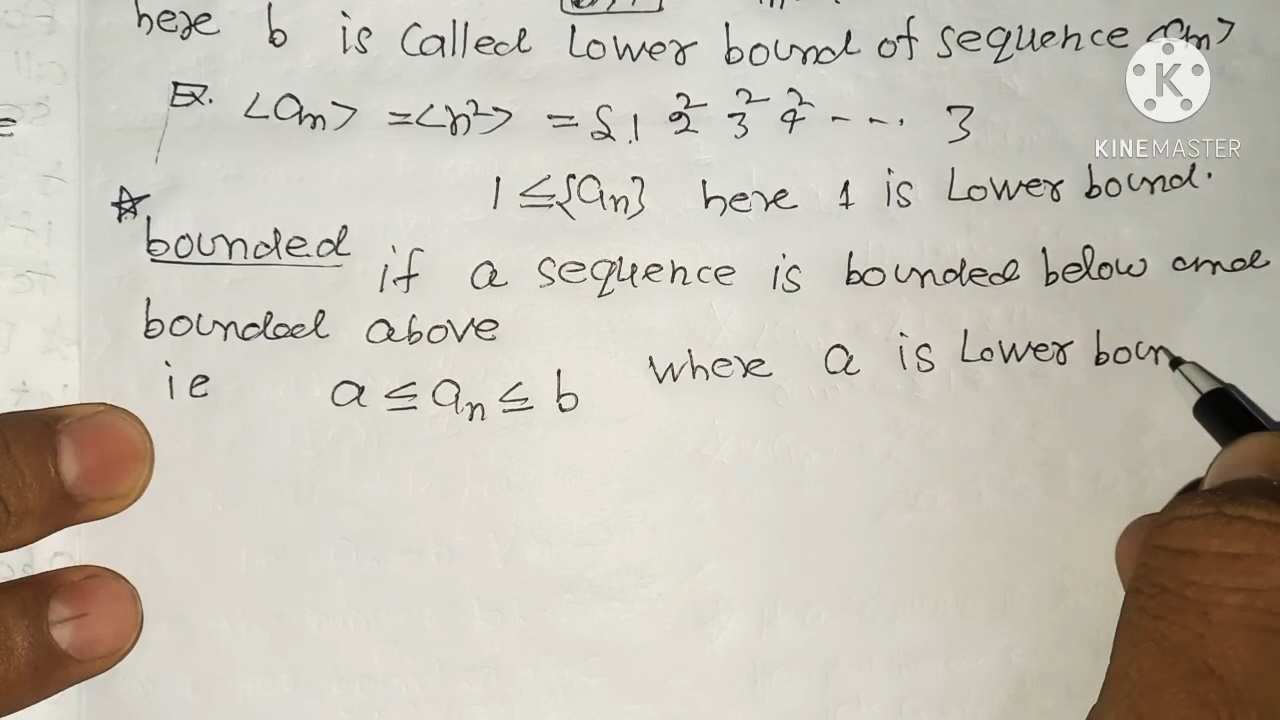 here b is called Lower bound of sequence <an>
Ex. <an> = <n²> = {1, 2² 3² 4² - - - . }
1 ≤ {an} here 1 is Lower bound.
bounded if a sequence is bounded below and
bounded above
ie a ≤ an ≤ b where a is Lower boun
K
KINEMASTER